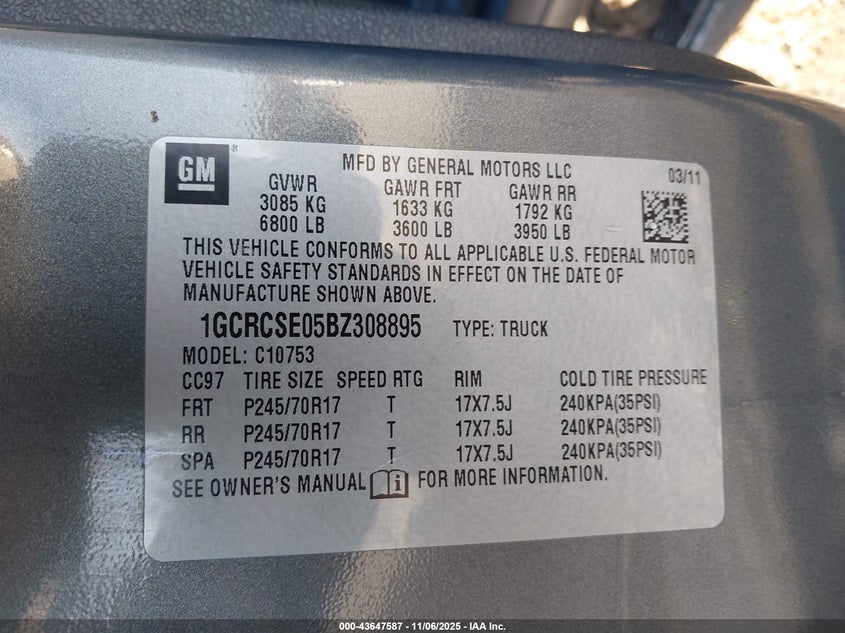 GM
MFD BY GENERAL MOTORS LLC 03/11
GVWR GAWR FRT GAWR RR
3085 KG 1633 KG 1792 KG
6800 LB 3600 LB 3950 LB
THIS VEHICLE CONFORMS TO ALL APPLICABLE U.S. FEDERAL MOTOR
VEHICLE SAFETY STANDARDS IN EFFECT ON THE DATE OF
MANUFACTURE SHOWN ABOVE.
1GCRCSE05BZ308895 TYPE: TRUCK
MODEL: C10753
CC97 TIRE SIZE SPEED RTG RIM COLD TIRE PRESSURE
FRT P245/70R17 T 17X7.5J 240KPA(35PSI)
RR P245/70R17 T 17X7.5J 240KPA(35PSI)
SPA P245/70R17 T 17X7.5J 240KPA(35PSI)
SEE OWNER'S MANUAL i FOR MORE INFORMATION.
000-43647587 - 11/06/2025 - IAA Inc.